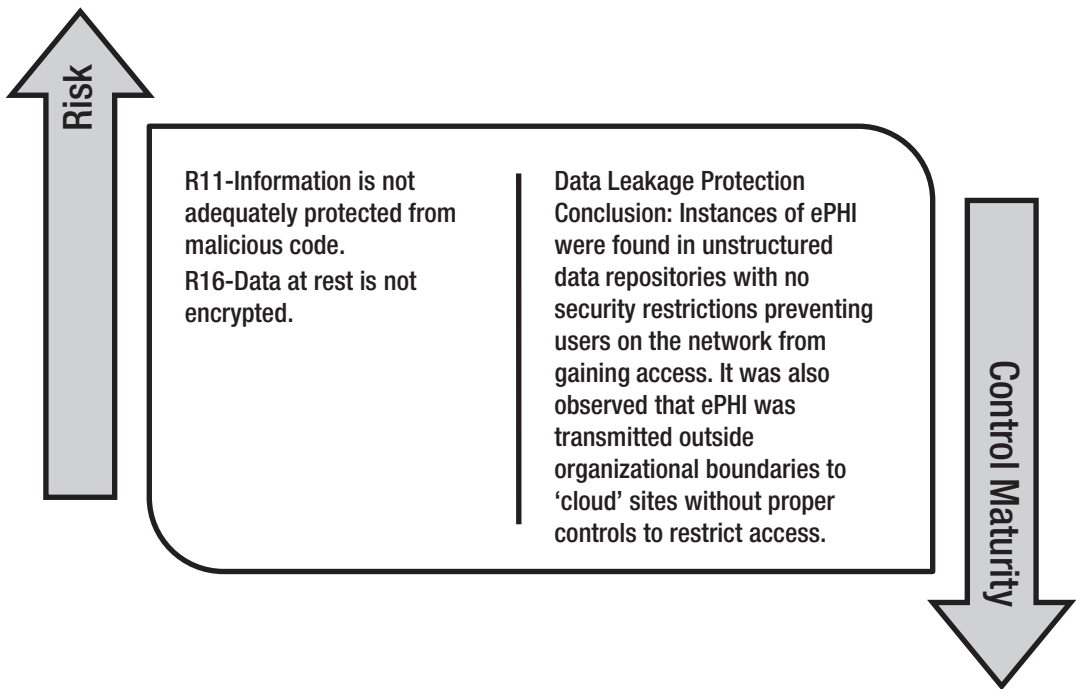 Risk
R11-Information is not
adequately protected from
malicious code.
R16-Data at rest is not
encrypted.
Data Leakage Protection
Conclusion: Instances of ePHI
were found in unstructured
data repositories with no
security restrictions preventing
users on the network from
gaining access. It was also
observed that ePHI was
transmitted outside
organizational boundaries to
‘cloud’ sites without proper
controls to restrict access.
Control Maturity